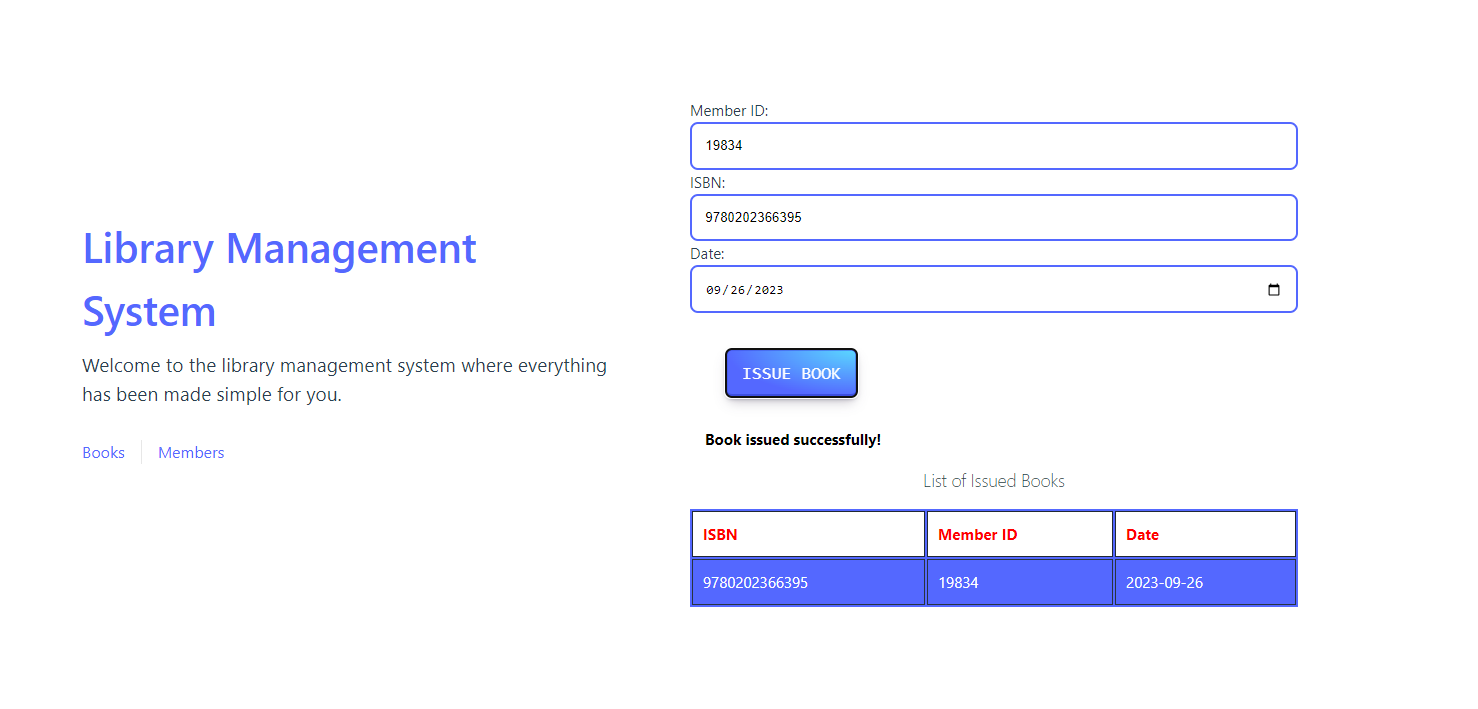 Library Management
System
Welcome to the library management system where everything
has been made simple for you.
Books
Members
Member ID:
19834
ISBN:
9780202366395
Date:
09/26/2023
ISSUE BOOK
Book issued successfully!
List of Issued Books
ISBN Member ID Date
9780202366395 19834 2023-09-26